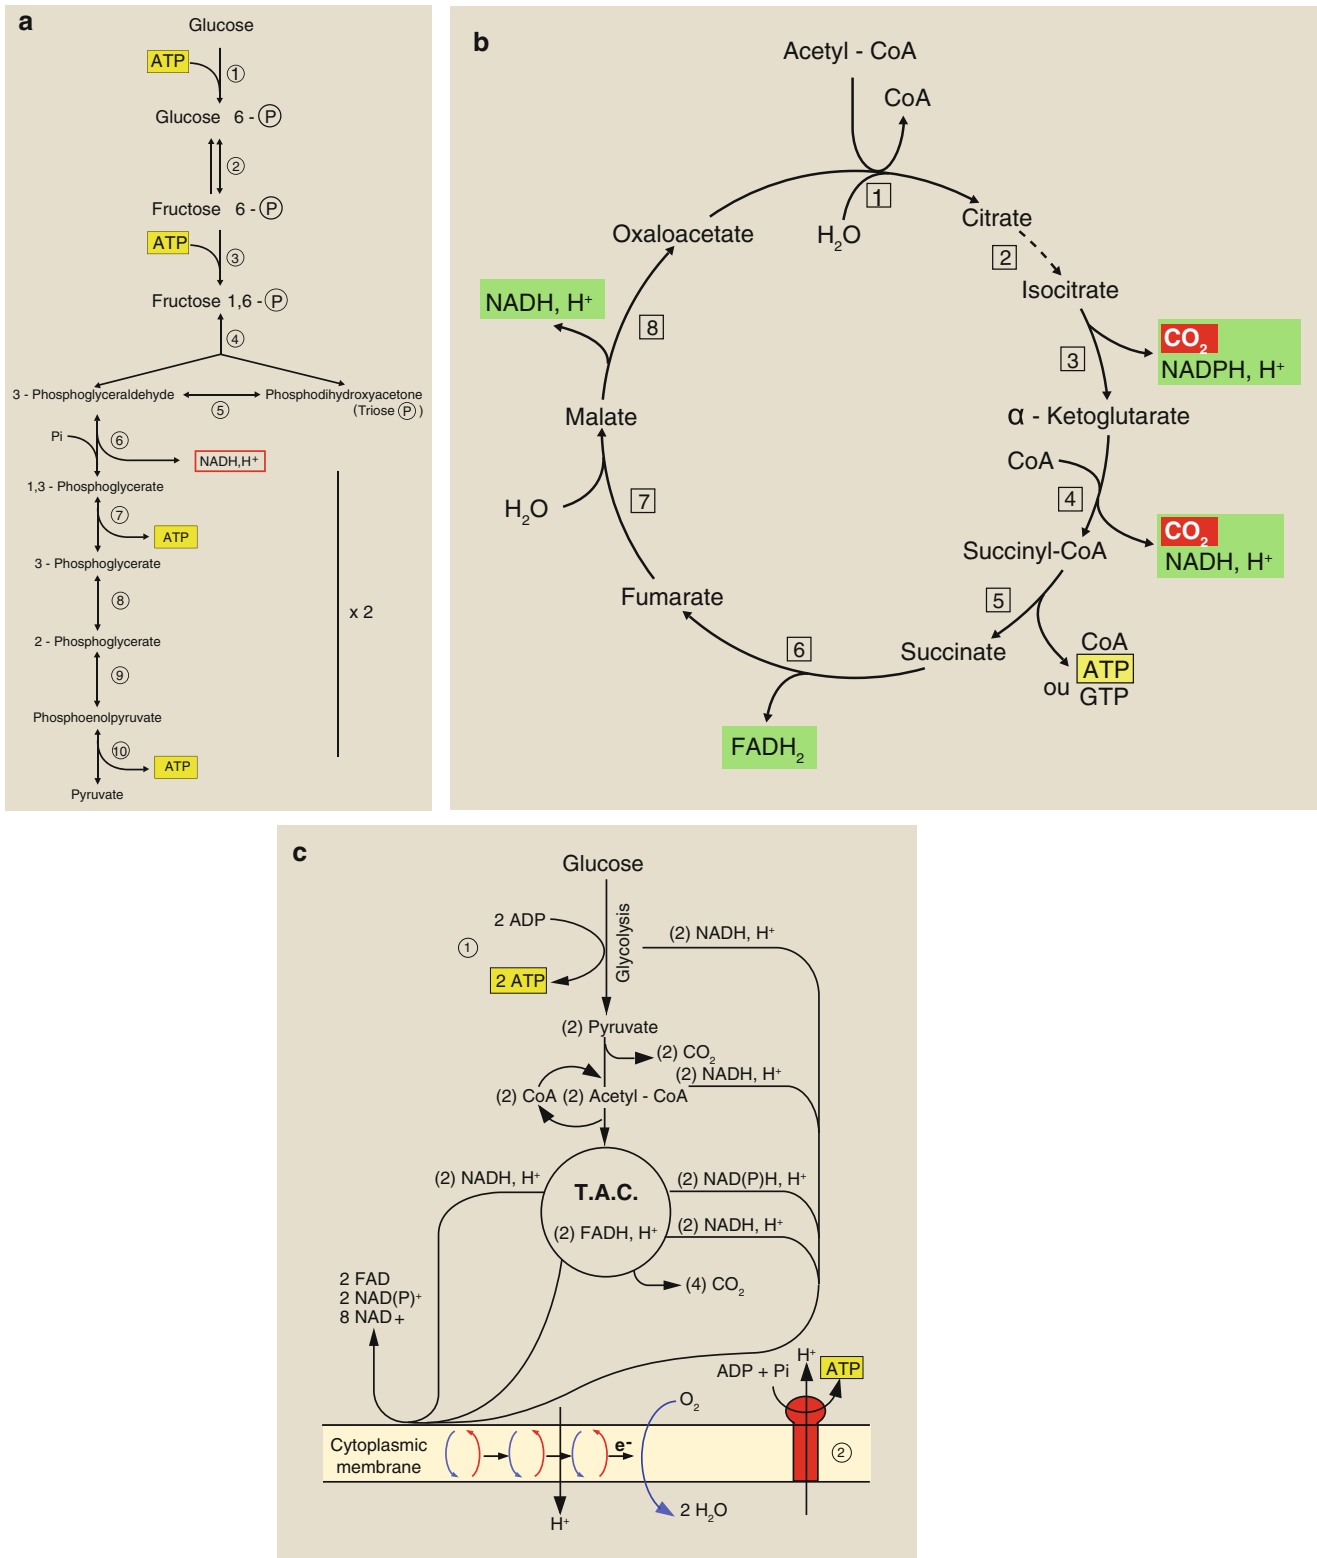 a
Glucose
ATP
1
Glucose 6 - P
2
Fructose 6 - P
ATP
3
Fructose 1,6 - P
4
3 - Phosphoglyceraldehyde
5
Phosphodihydroxyacetone
(Triose P )
Pi
6
NADH,H+
1,3 - Phosphoglycerate
7
ATP
3 - Phosphoglycerate
8
x 2
2 - Phosphoglycerate
9
Phosphoenolpyruvate
10
ATP
Pyruvate
b
Acetyl - CoA
CoA
1
H2O
Oxaloacetate
Citrate
2
Isocitrate
NADH, H+
8
3
CO2
NADPH, H+
Malate
α - Ketoglutarate
CoA
4
H2O
7
CO2
NADH, H+
Succinyl-CoA
Fumarate
5
6
Succinate
CoA
ATP
ou
GTP
FADH2
c
Glucose
2 ADP
1
Glycolysis
(2) NADH, H+
2 ATP
(2) Pyruvate
(2) CO2
(2) NADH, H+
(2) CoA (2) Acetyl - CoA
(2) NADH, H+
T.A.C.
(2) NAD(P)H, H+
(2) FADH, H+
(2) NADH, H+
(4) CO2
2 FAD
2 NAD(P)+
8 NAD+
H+
ADP + Pi
ATP
O2
Cytoplasmic
membrane
e-
2
2 H2O
H+